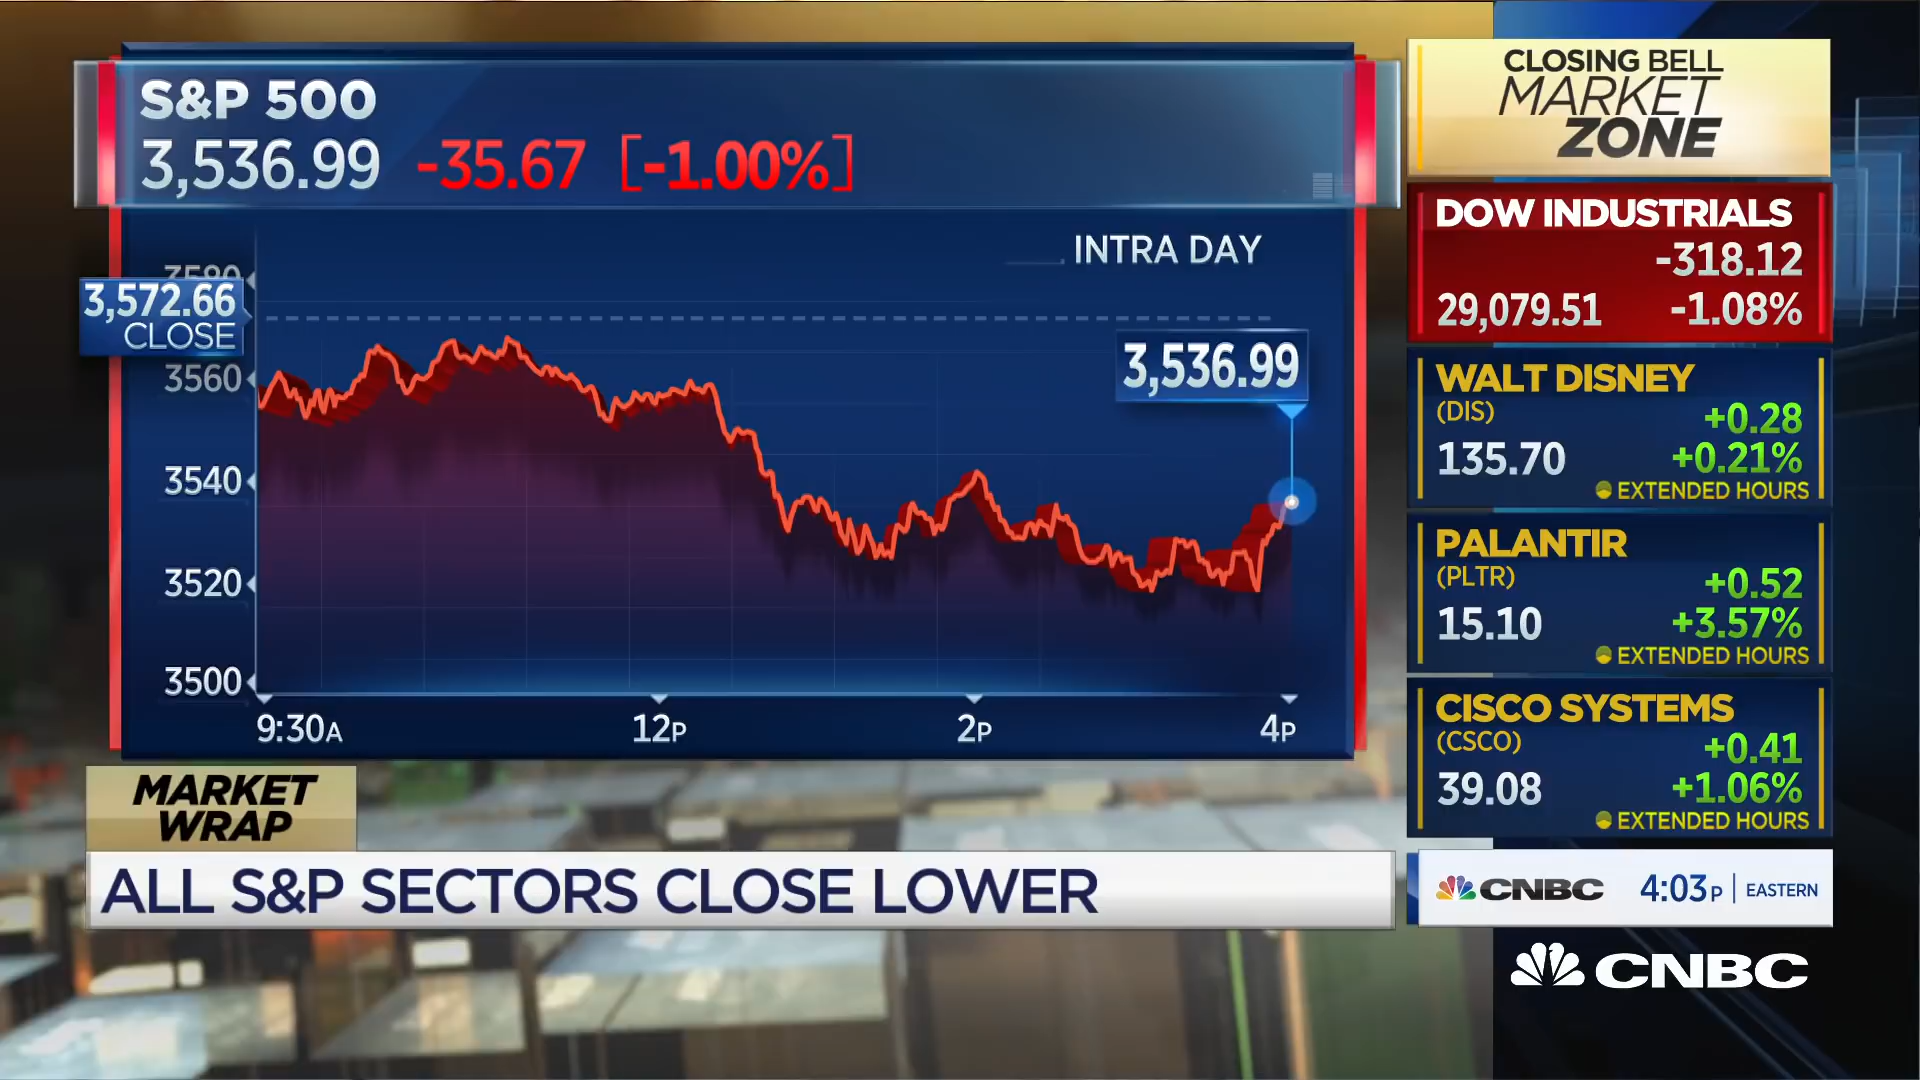 S&P 500
3,536.99 -35.67 [-1.00%]
INTRA DAY
3580
3,572.66
CLOSE
3560
3540
3520
3500
3,536.99
9:30A 12P 2P 4P
MARKET
WRAP
ALL S&P SECTORS CLOSE LOWER
CLOSING BELL
MARKET
ZONE
DOW INDUSTRIALS
-318.12
29,079.51 -1.08%
WALT DISNEY
(DIS) +0.28
135.70 +0.21%
EXTENDED HOURS
PALANTIR
(PLTR) +0.52
15.10 +3.57%
EXTENDED HOURS
CISCO SYSTEMS
(CSCO) +0.41
39.08 +1.06%
EXTENDED HOURS
CNBC 4:03P | EASTERN
CNBC